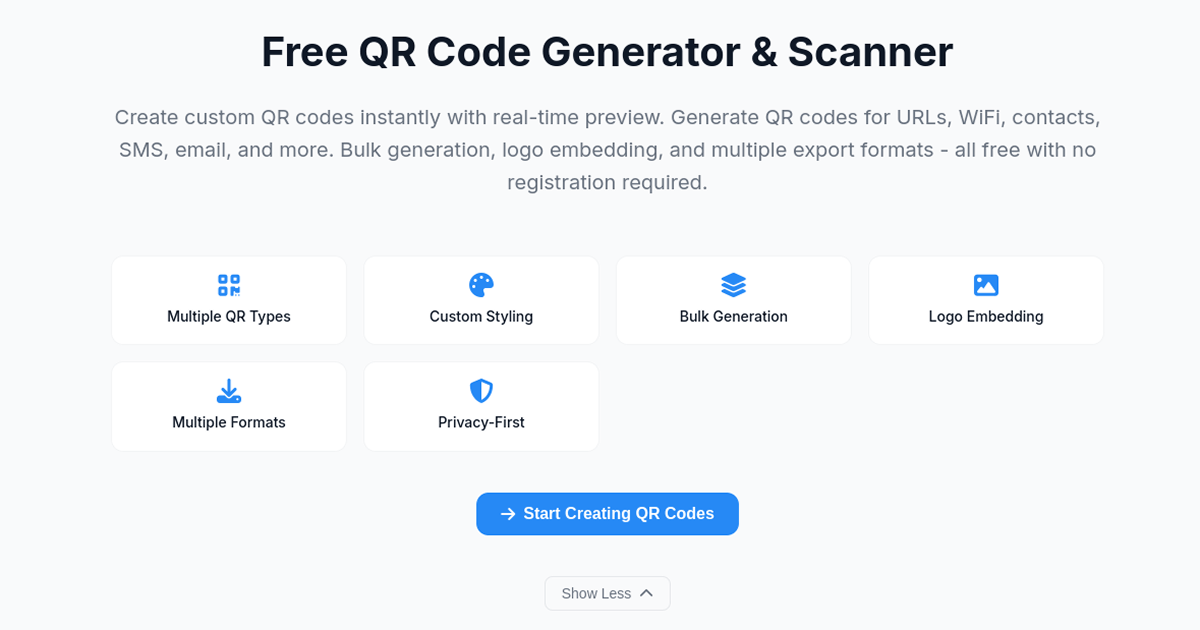 Free QR Code Generator & Scanner
Create custom QR codes instantly with real-time preview. Generate QR codes for URLs, WiFi, contacts,
SMS, email, and more. Bulk generation, logo embedding, and multiple export formats - all free with no
registration required.
Multiple QR Types
Custom Styling
Bulk Generation
Logo Embedding
Multiple Formats
Privacy-First
Start Creating QR Codes
Show Less